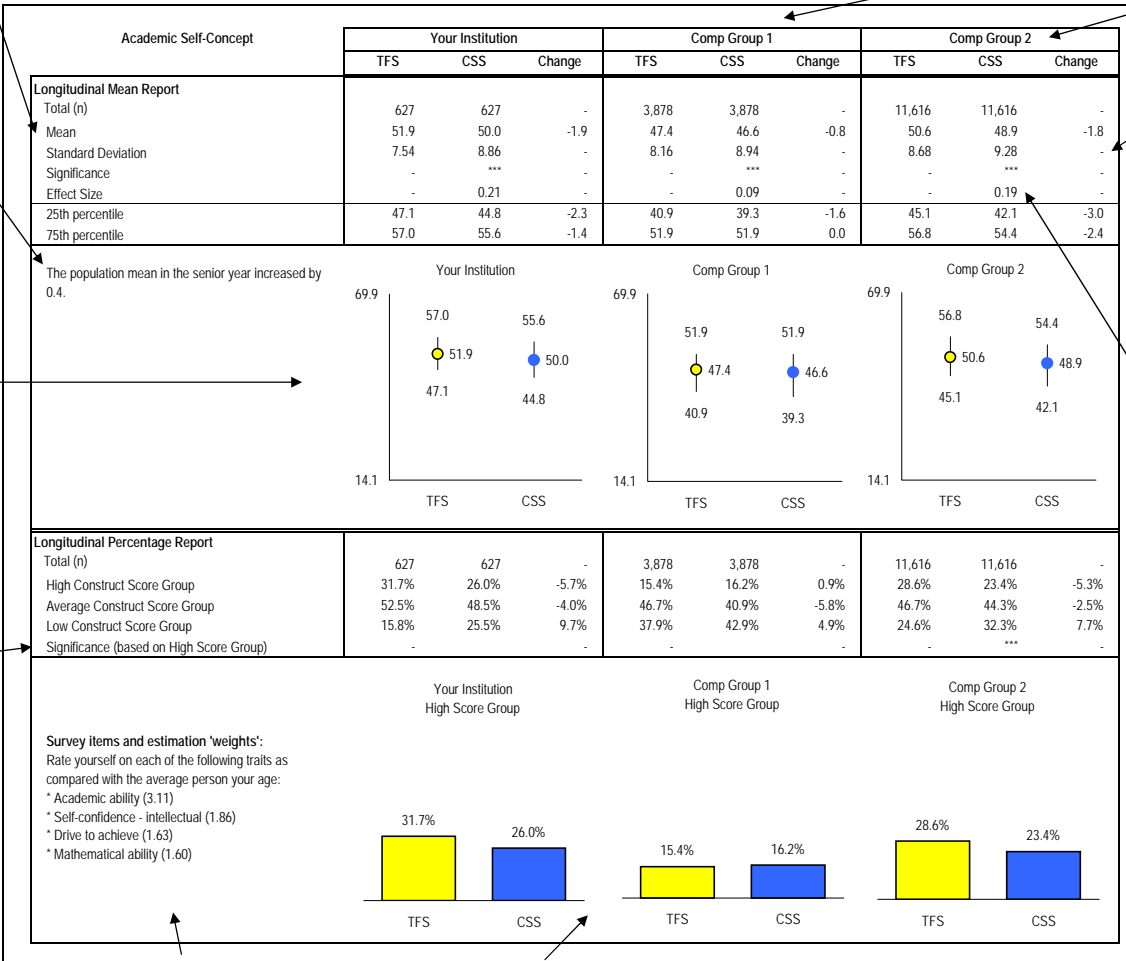 Academic Self-Concept Your Institution Comp Group 1 Comp Group 2
TFS CSS Change TFS CSS Change TFS CSS Change
Longitudinal Mean Report
Total (n) 627 627 - 3,878 3,878 - 11,616 11,616 -
Mean 51.9 50.0 -1.9 47.4 46.6 -0.8 50.6 48.9 -1.8
Standard Deviation 7.54 8.86 - 8.16 8.94 - 8.68 9.28 -
Significance - *** - - *** - - *** -
Effect Size - 0.21 - - 0.09 - - 0.19 -
25th percentile 47.1 44.8 -2.3 40.9 39.3 -1.6 45.1 42.1 -3.0
75th percentile 57.0 55.6 -1.4 51.9 51.9 0.0 56.8 54.4 -2.4
The population mean in the senior year increased by
0.4.
Your Institution
69.9
57.0 55.6
51.9 50.0
47.1 44.8
14.1
TFS CSS
Comp Group 1
69.9
51.9 51.9
47.4 46.6
40.9 39.3
14.1
TFS CSS
Comp Group 2
69.9
56.8 54.4
50.6 48.9
45.1 42.1
14.1
TFS CSS
Longitudinal Percentage Report
Total (n) 627 627 - 3,878 3,878 - 11,616 11,616 -
High Construct Score Group 31.7% 26.0% -5.7% 15.4% 16.2% 0.9% 28.6% 23.4% -5.3%
Average Construct Score Group 52.5% 48.5% -4.0% 46.7% 40.9% -5.8% 46.7% 44.3% -2.5%
Low Construct Score Group 15.8% 25.5% 9.7% 37.9% 42.9% 4.9% 24.6% 32.3% 7.7%
Significance (based on High Score Group) - - - - - *** -
Survey items and estimation 'weights':
Rate yourself on each of the following traits as
compared with the average person your age:
* Academic ability (3.11)
* Self-confidence - intellectual (1.86)
* Drive to achieve (1.63)
* Mathematical ability (1.60)
Your Institution
High Score Group
31.7% 26.0%
TFS CSS
Comp Group 1
High Score Group
15.4% 16.2%
TFS CSS
Comp Group 2
High Score Group
28.6% 23.4%
TFS CSS